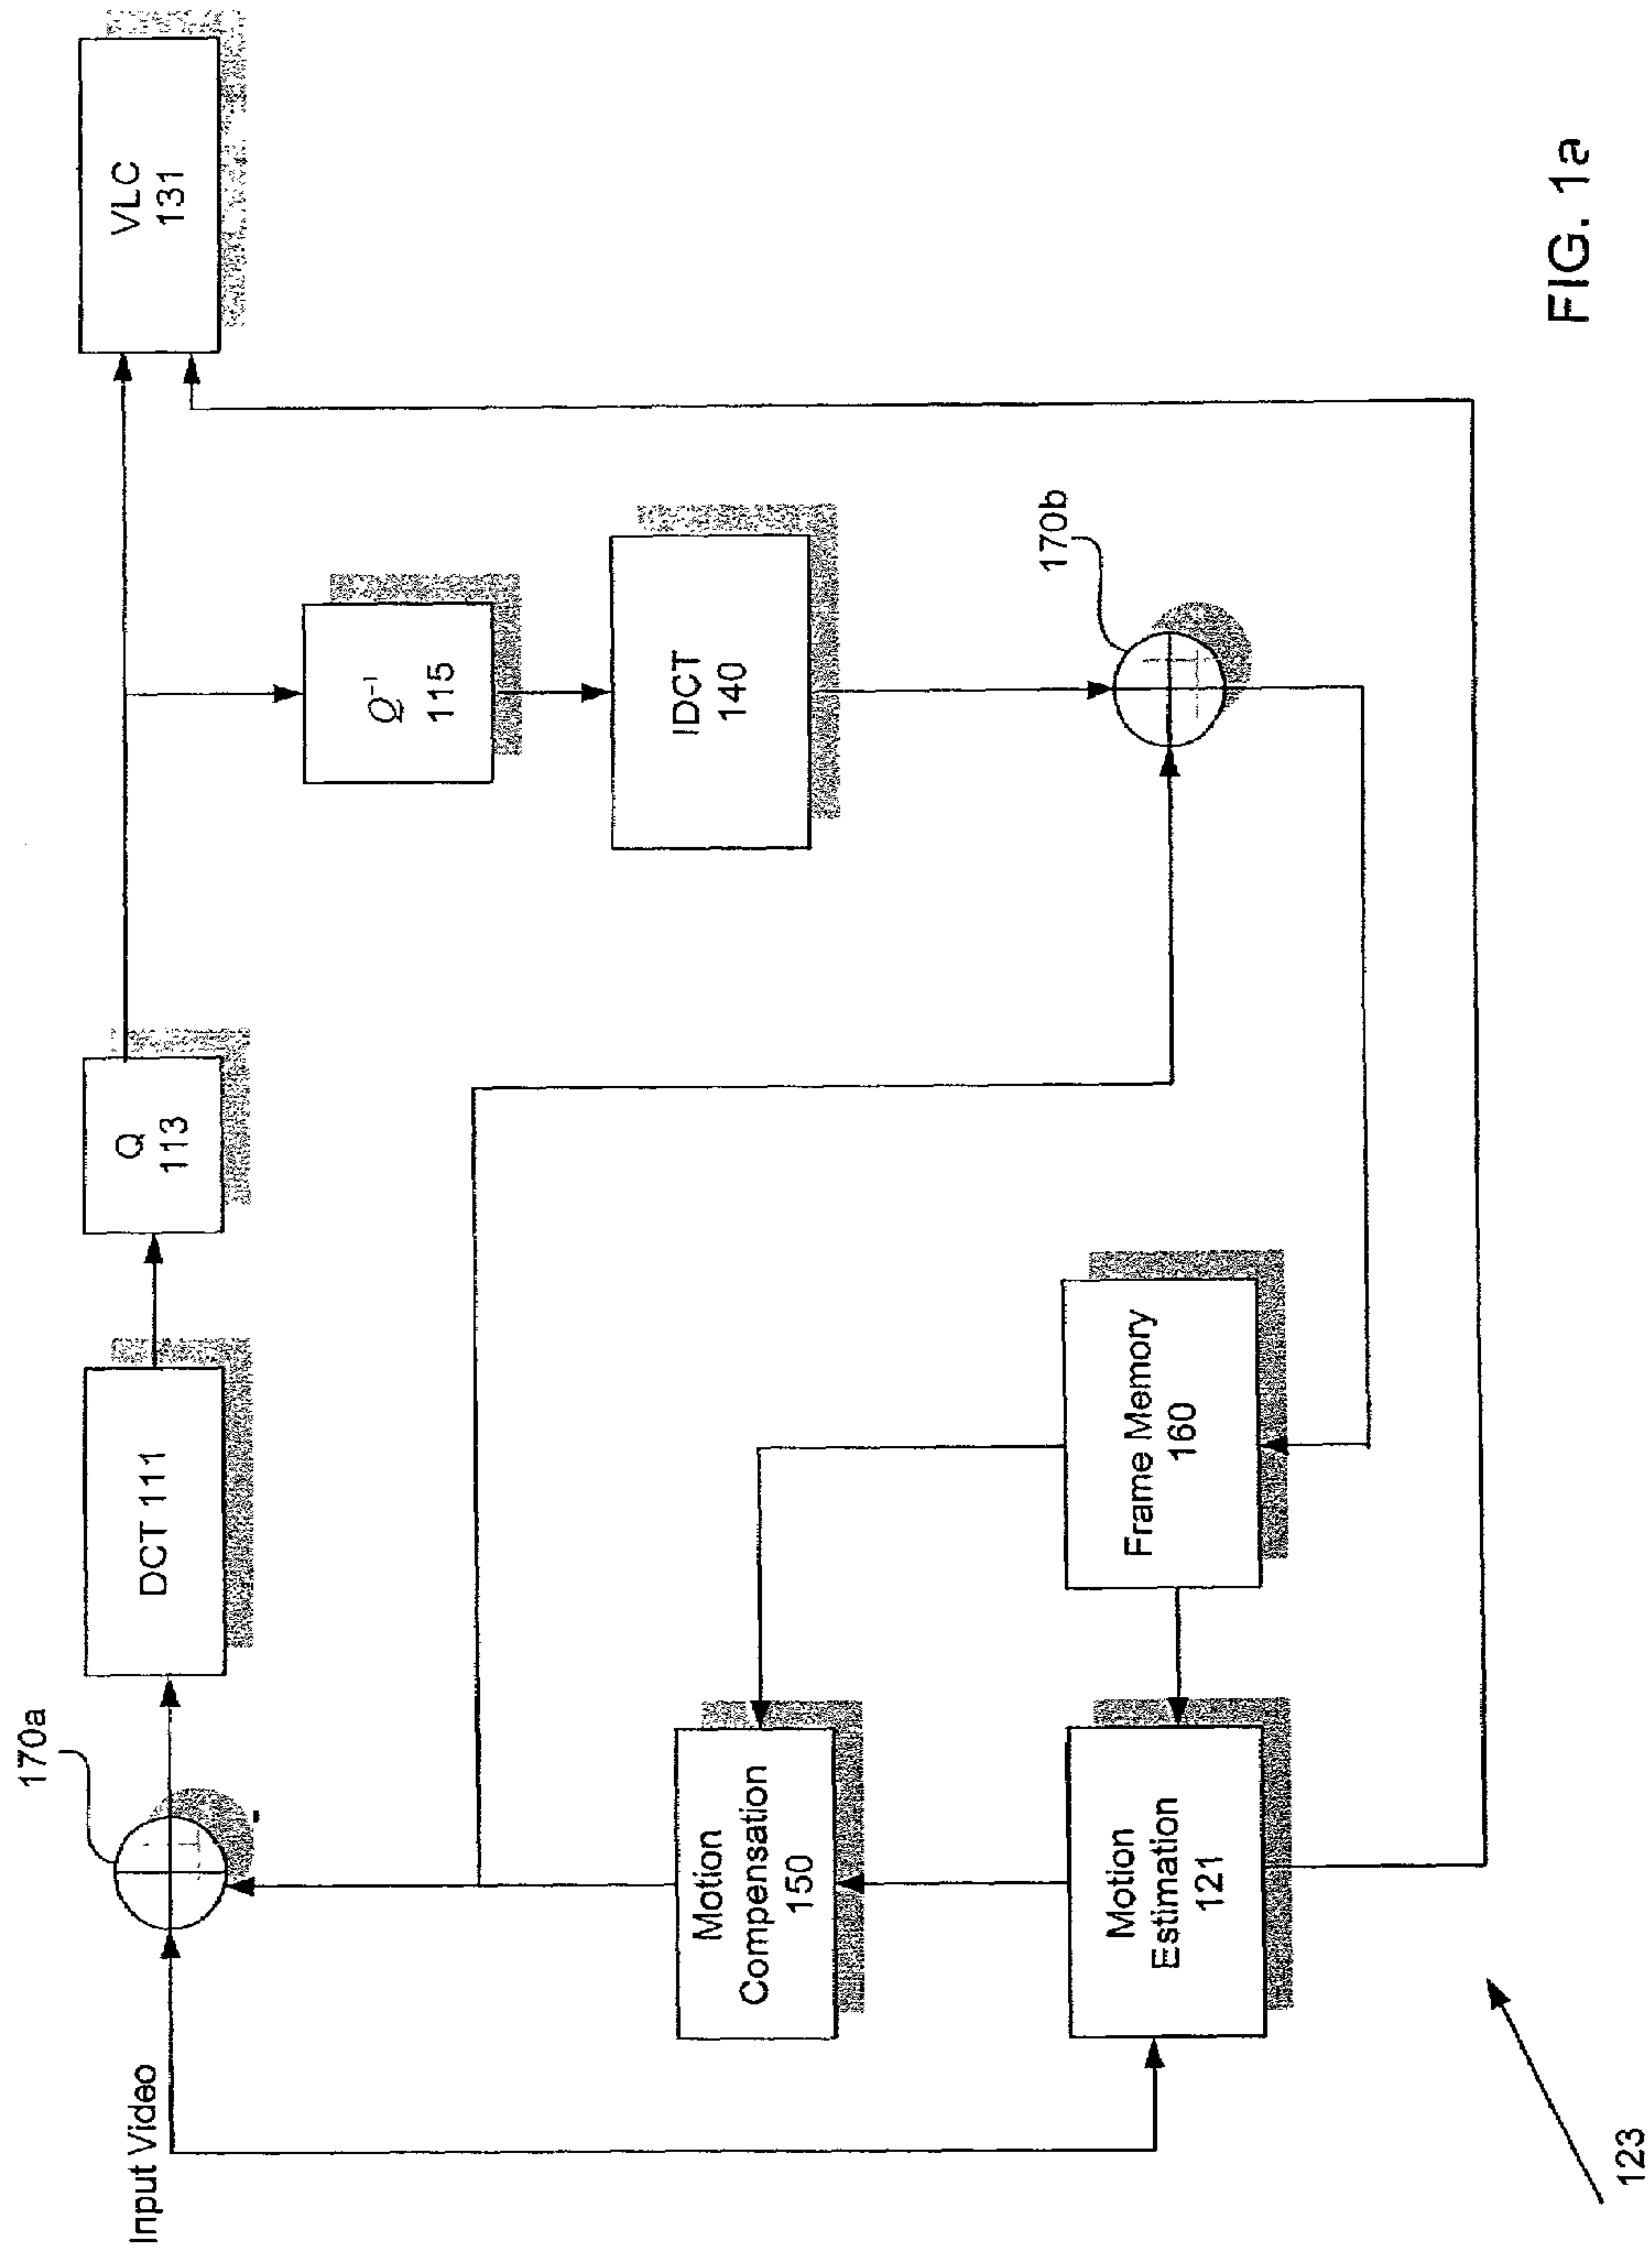 Input Video
170a
DCT 111
Q
113
VLC
131
Q⁻¹
115
IDCT
140
170b
Motion
Compensation
150
Frame Memory
160
Motion
Estimation
121
123
FIG. 1a